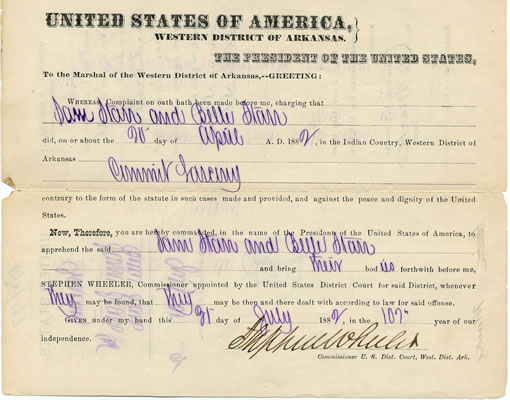 UNITED STATES OF AMERICA,
WESTERN DISTRICT OF ARKANSAS.
THE PRESIDENT OF THE UNITED STATES,
To the Marshal of the Western District of Arkansas,--GREETING:
WHEREAS Complaint on oath hath been made before me, charging that
Sam Starr and Belle Starr
did, on or about the 20 day of April A. D. 1882, in the Indian Country, Western District of
Arkansas
Commit Larceny
contrary to the form of the statute in such cases made and provided, and against the peace and dignity of the United
States.
Now, Therefore, you are hereby commanded, in the name of the President of the United States of America, to
apprehend the said Sam Starr and Belle Starr
and bring their bodies forthwith before me,
STEPHEN WHEELER, Commissioner appointed by the United States District Court for said District, whenever
they may be found, that they may be then and there dealt with according to law for said offense.
GIVEN under my hand this 31 day of July 1882, in the 107 year of our
independence.
Stephen Wheeler
Commissioner U. S. Dist. Court, West. Dist. Ark.